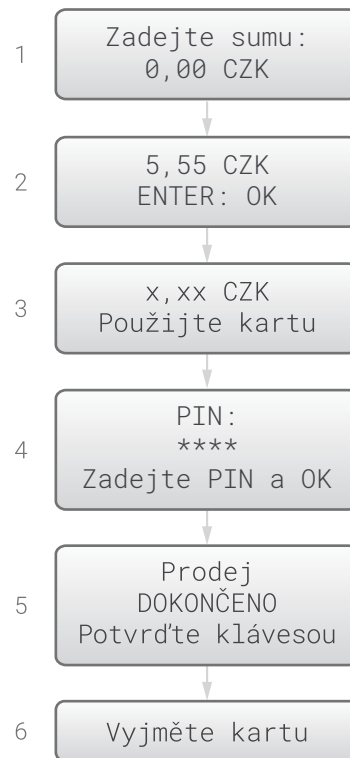 1
Zadejte sumu:
0,00 CZK
2
5,55 CZK
ENTER: OK
3
x,xx CZK
Použijte kartu
4
PIN:
****
Zadejte PIN a OK
5
Prodej
DOKONČENO
Potvrďte klávesou
6
Vyjměte kartu